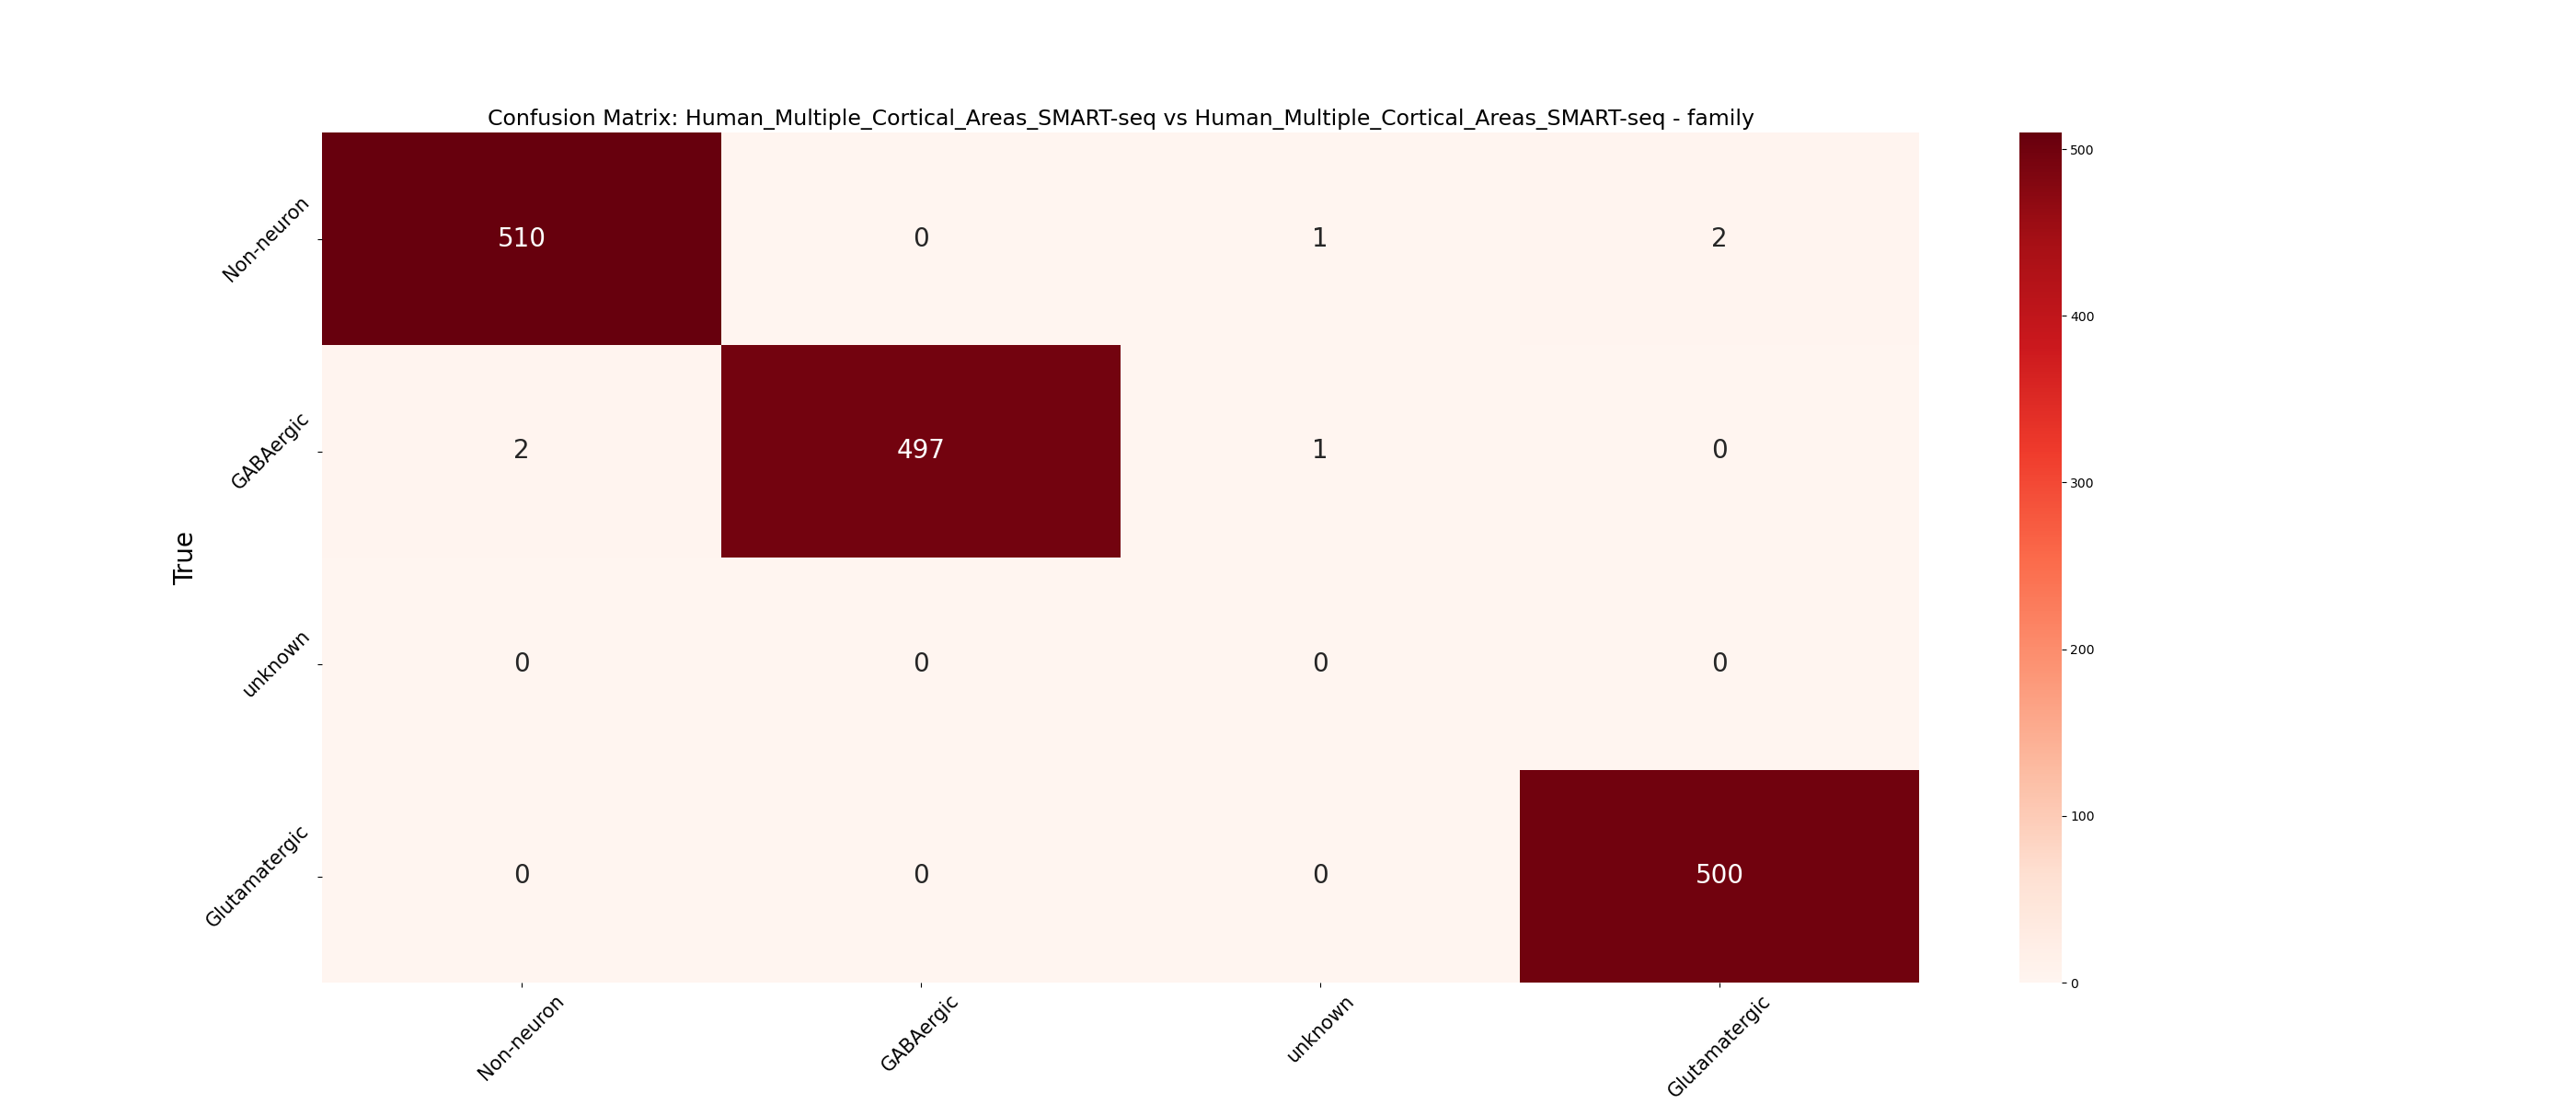 Confusion Matrix: Human_Multiple_Cortical_Areas_SMART-seq vs Human_Multiple_Cortical_Areas_SMART-seq - family
Non-neuron
510
0
1
2
GABAergic
2
497
1
0
True
unknown
0
0
0
0
Glutamatergic
0
0
0
500
Non-neuron
GABAergic
unknown
Glutamatergic
500
400
300
200
100
0